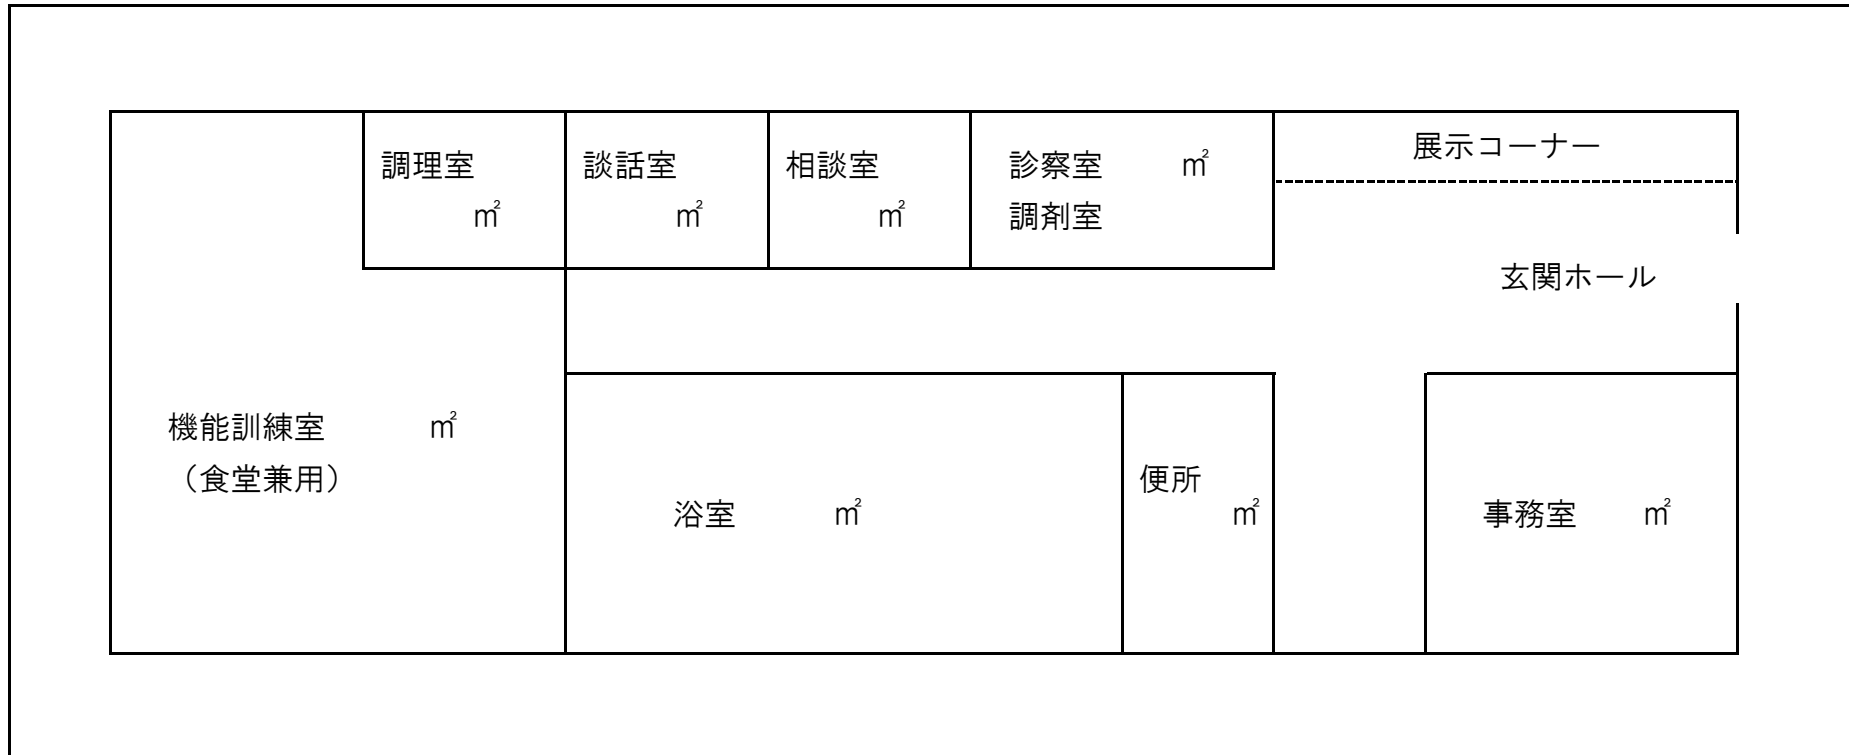 調理室
㎡
談話室
㎡
相談室
㎡
診察室 ㎡
調剤室
展示コーナー
玄関ホール
機能訓練室 ㎡
（食堂兼用）
浴室 ㎡
便所
㎡
事務室 ㎡